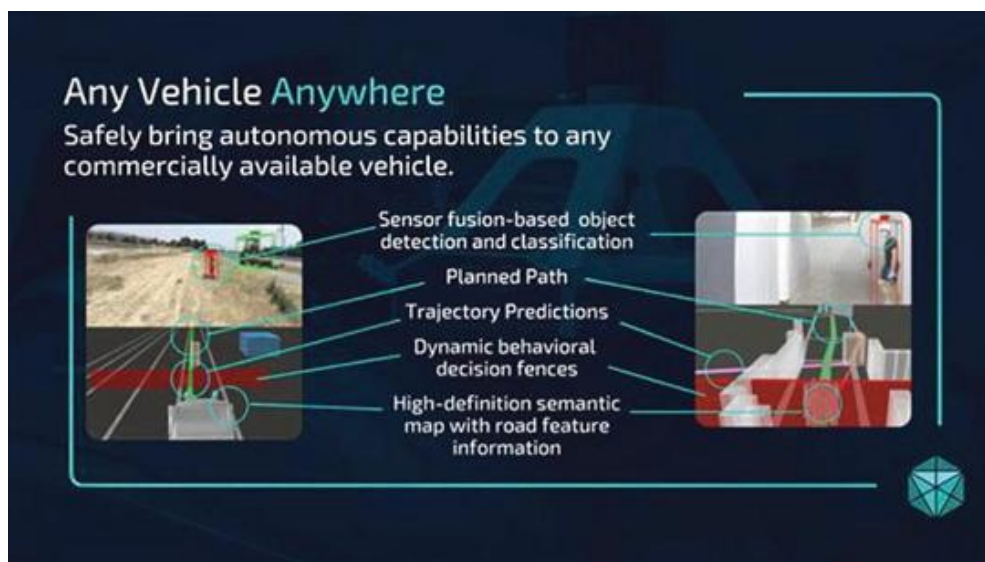 Any Vehicle Anywhere
Safely bring autonomous capabilities to any
commercially available vehicle.
Sensor fusion-based object
detection and classification
Planned Path
Trajectory Predictions
Dynamic behavioral
decision fences
High-definition semantic
map with road feature
information